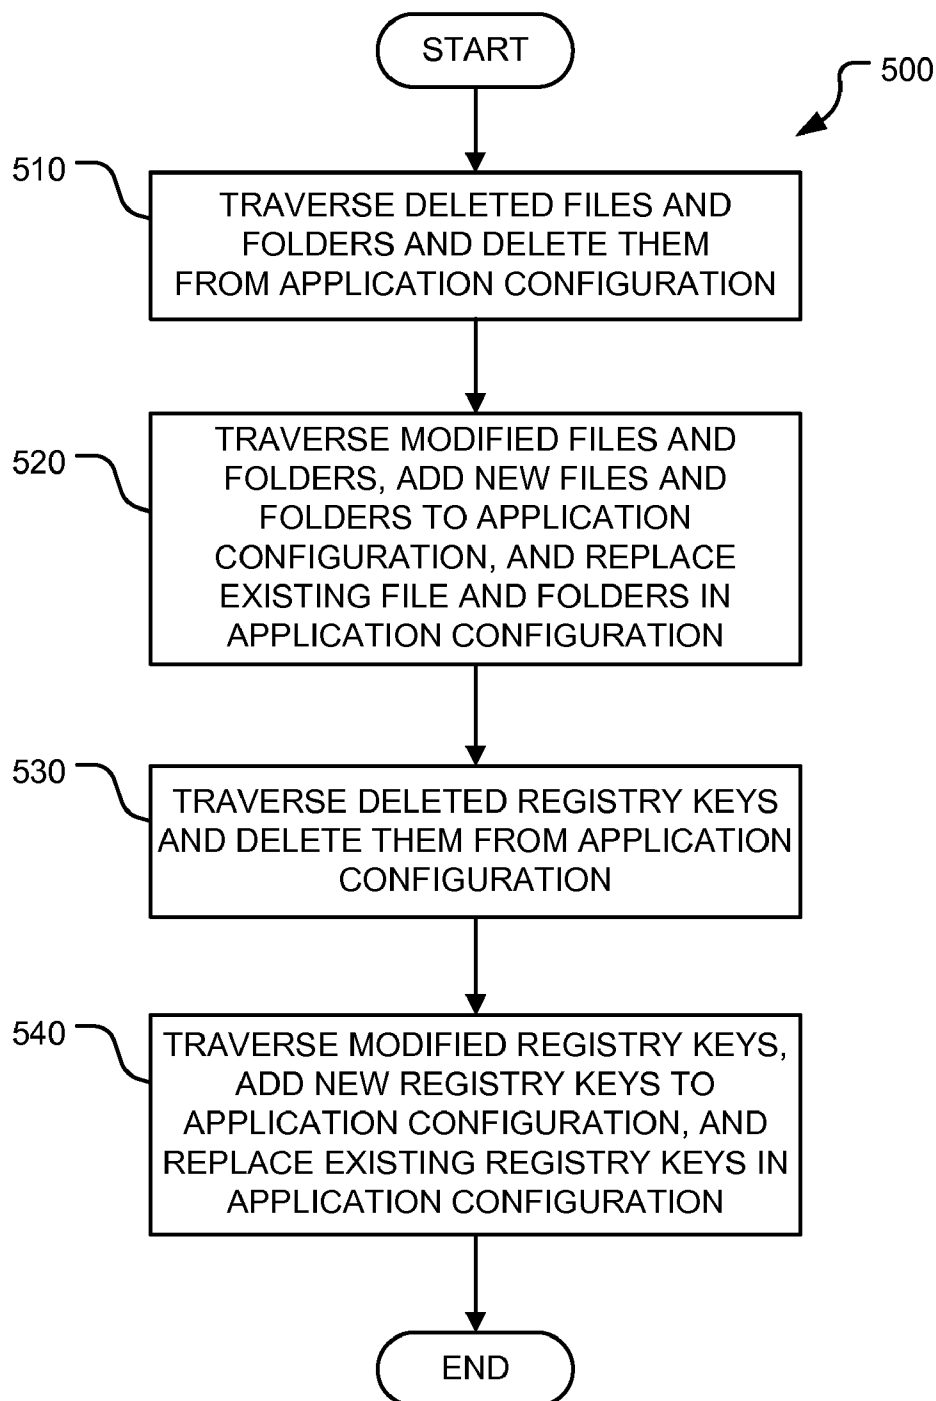 START
500
510
TRAVERSE DELETED FILES AND
FOLDERS AND DELETE THEM
FROM APPLICATION CONFIGURATION
520
TRAVERSE MODIFIED FILES AND
FOLDERS, ADD NEW FILES AND
FOLDERS TO APPLICATION
CONFIGURATION, AND REPLACE
EXISTING FILE AND FOLDERS IN
APPLICATION CONFIGURATION
530
TRAVERSE DELETED REGISTRY KEYS
AND DELETE THEM FROM APPLICATION
CONFIGURATION
540
TRAVERSE MODIFIED REGISTRY KEYS,
ADD NEW REGISTRY KEYS TO
APPLICATION CONFIGURATION, AND
REPLACE EXISTING REGISTRY KEYS IN
APPLICATION CONFIGURATION
END